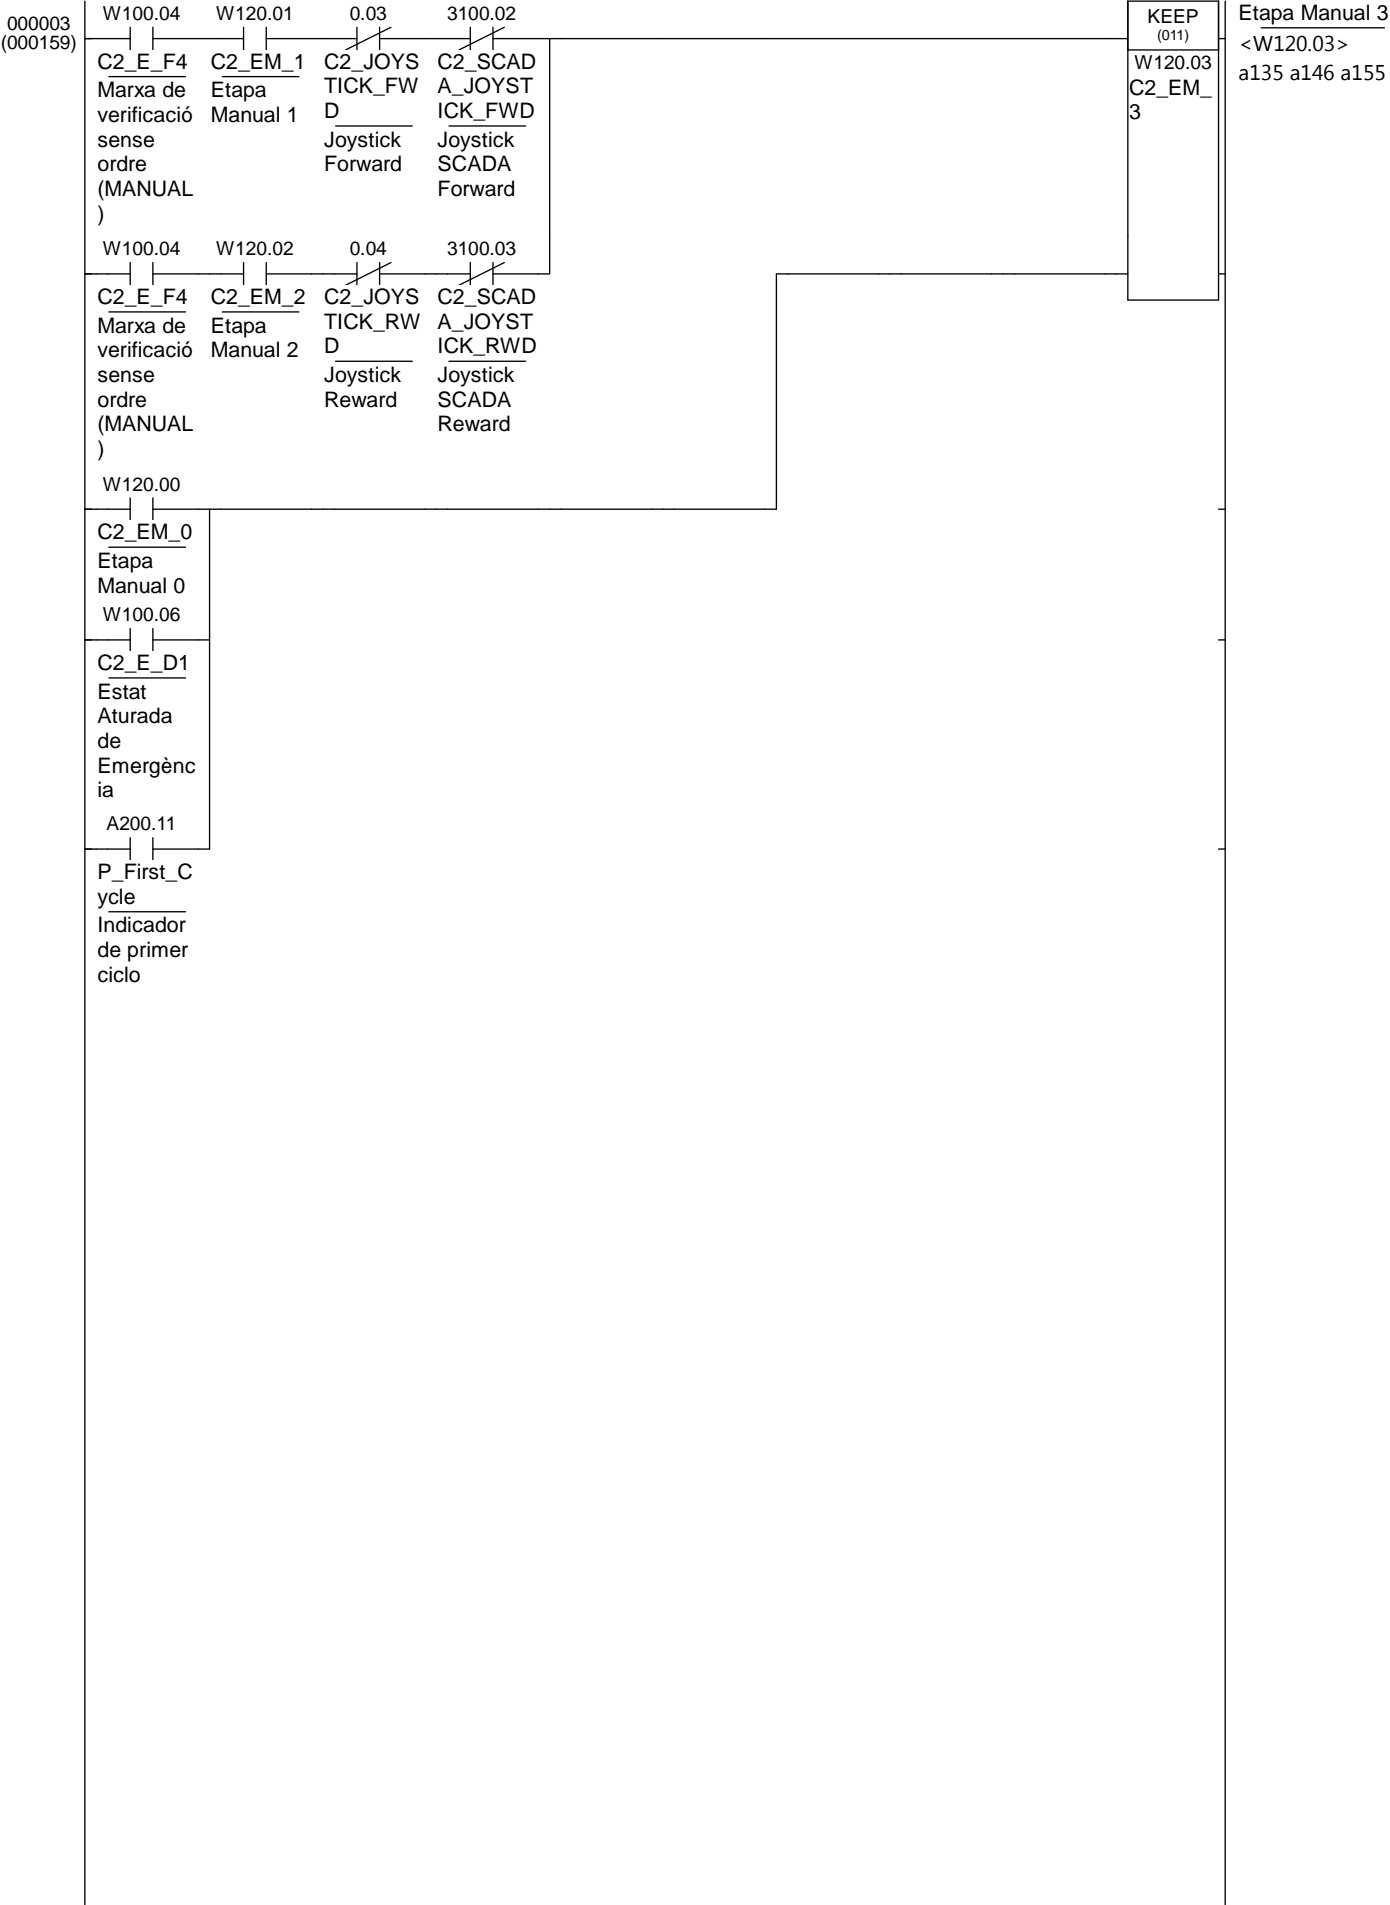 000003
(000159)
W100.04 W120.01 0.03 3100.02
C2_E_F4
Marxa de
verificació
sense
ordre
(MANUAL
)
C2_EM_1
Etapa
Manual 1
C2_JOYS
TICK_FW
D
Joystick
Forward
C2_SCAD
A_JOYST
ICK_FWD
Joystick
SCADA
Forward
KEEP
(011)
W120.03
C2_EM_
3
Etapa Manual 3
<W120.03>
a135 a146 a155
W100.04 W120.02 0.04 3100.03
C2_E_F4
Marxa de
verificació
sense
ordre
(MANUAL
)
C2_EM_2
Etapa
Manual 2
C2_JOYS
TICK_RW
D
Joystick
Reward
C2_SCAD
A_JOYST
ICK_RWD
Joystick
SCADA
Reward
W120.00
C2_EM_0
Etapa
Manual 0
W100.06
C2_E_D1
Estat
Aturada
de
Emergènc
ia
A200.11
P_First_C
ycle
Indicador
de primer
ciclo